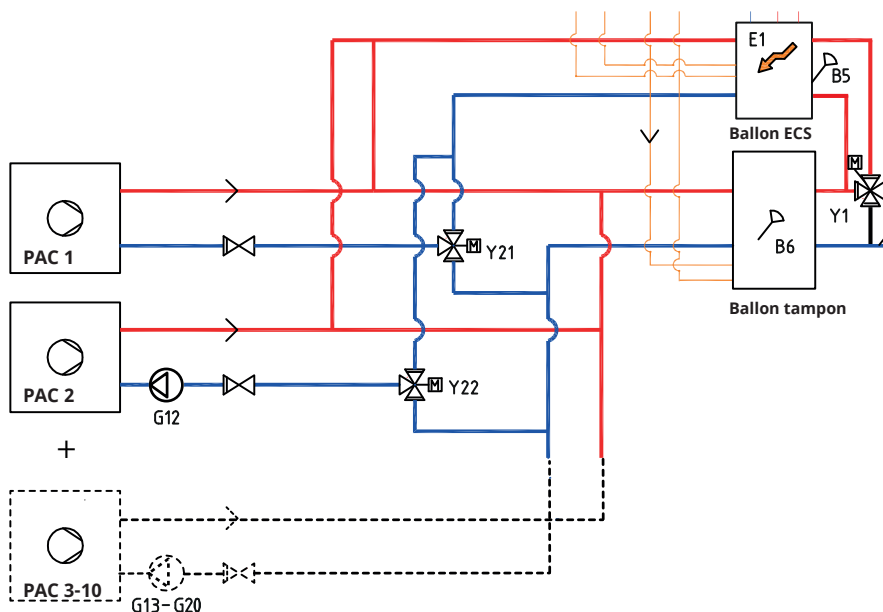 E1
B5
Ballon ECS
M
Y1
PAC 1
M
Y21
B6
Ballon tampon
PAC 2
G12
M
Y22
+
PAC 3-10
G13-G20